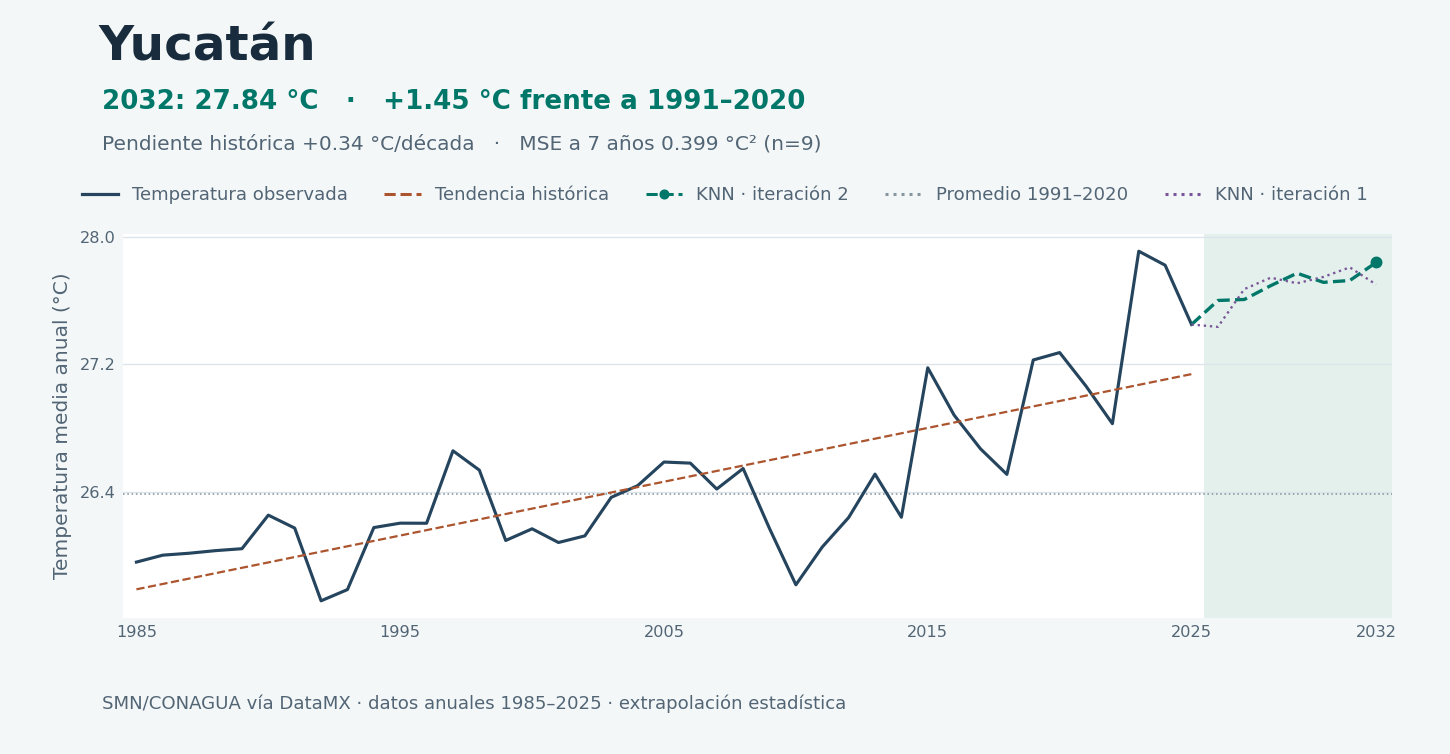 Yucatán
2032: 27.84 °C · +1.45 °C frente a 1991–2020
Pendiente histórica +0.34 °C/década · MSE a 7 años 0.399 °C² (n=9)
Temperatura observada Tendencia histórica KNN · iteración 2 Promedio 1991–2020 KNN · iteración 1
Temperatura media anual (°C)
28.0
27.2
26.4
1985 1995 2005 2015 2025 2032
SMN/CONAGUA vía DataMX · datos anuales 1985–2025 · extrapolación estadística